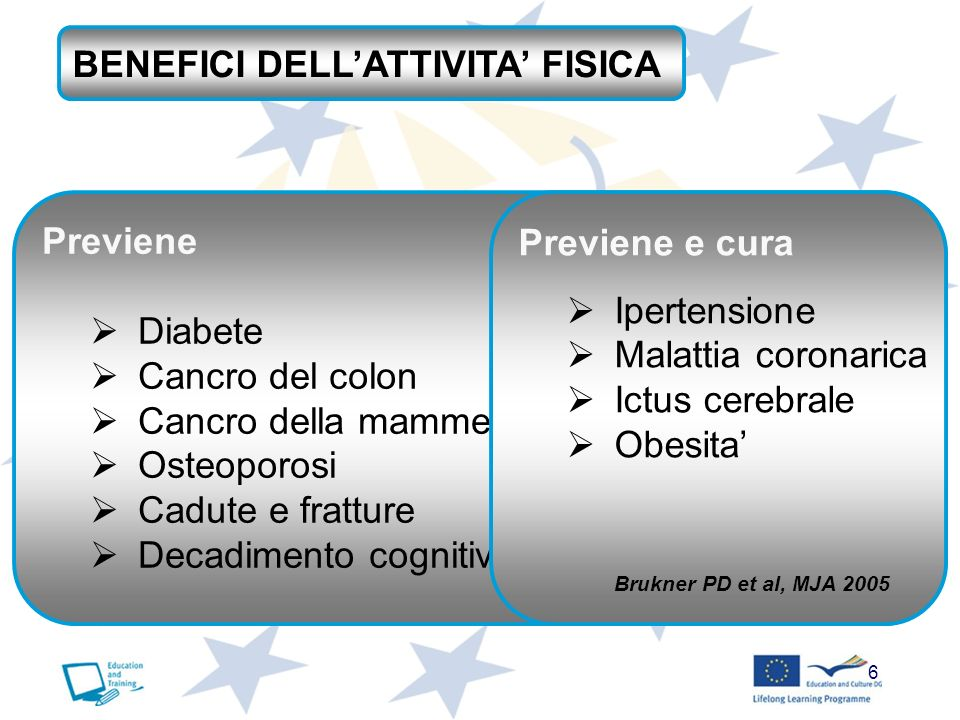 BENEFICI DELL’ATTIVITA’ FISICA
Previene
➢ Diabete
➢ Cancro del colon
➢ Cancro della mamme
➢ Osteoporosi
➢ Cadute e fratture
➢ Decadimento cognitiv
Previene e cura
➢ Ipertensione
➢ Malattia coronarica
➢ Ictus cerebrale
➢ Obesita’
Brukner PD et al, MJA 2005
Education
and
Training
Education and Culture DG
Lifelong Learning Programme
6